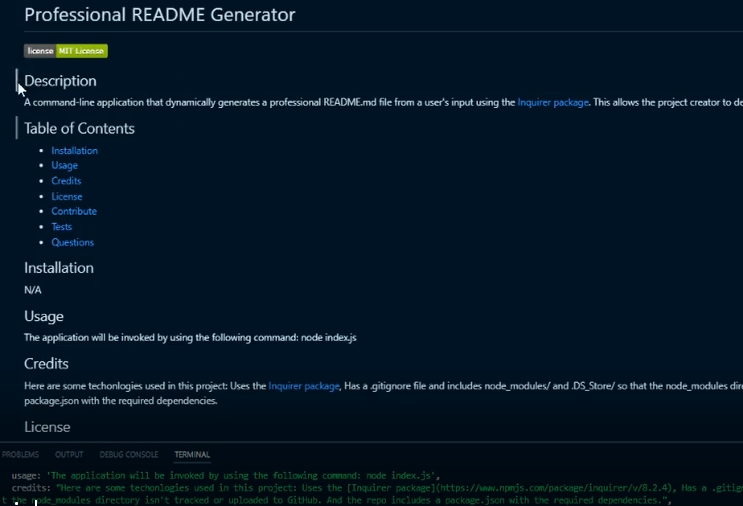 Professional README Generator
license MIT License
Description
A command-line application that dynamically generates a professional README.md file from a user's input using the Inquirer package. This allows the project creator to de
Table of Contents
Installation
Usage
Credits
License
Contribute
Tests
Questions
Installation
N/A
Usage
The application will be invoked by using the following command: node index.js
Credits
Here are some techonlogies used in this project: Uses the Inquirer package, Has a .gitignore file and includes node_modules/ and .DS_Store/ so that the node_modules dire
package.json with the required dependencies.
License
PROBLEMS OUTPUT DEBUG CONSOLE TERMINAL
usage: 'The application will be invoked by using the following command: node index.js',
credits: "Here are some techonlogies used in this project: Uses the [Inquirer package](https://www.npmjs.com/package/inquirer/v/8.2.4), Has a .gitign
t the node_modules directory isn't tracked or uploaded to GitHub. And the repo includes a package.json with the required dependencies.",